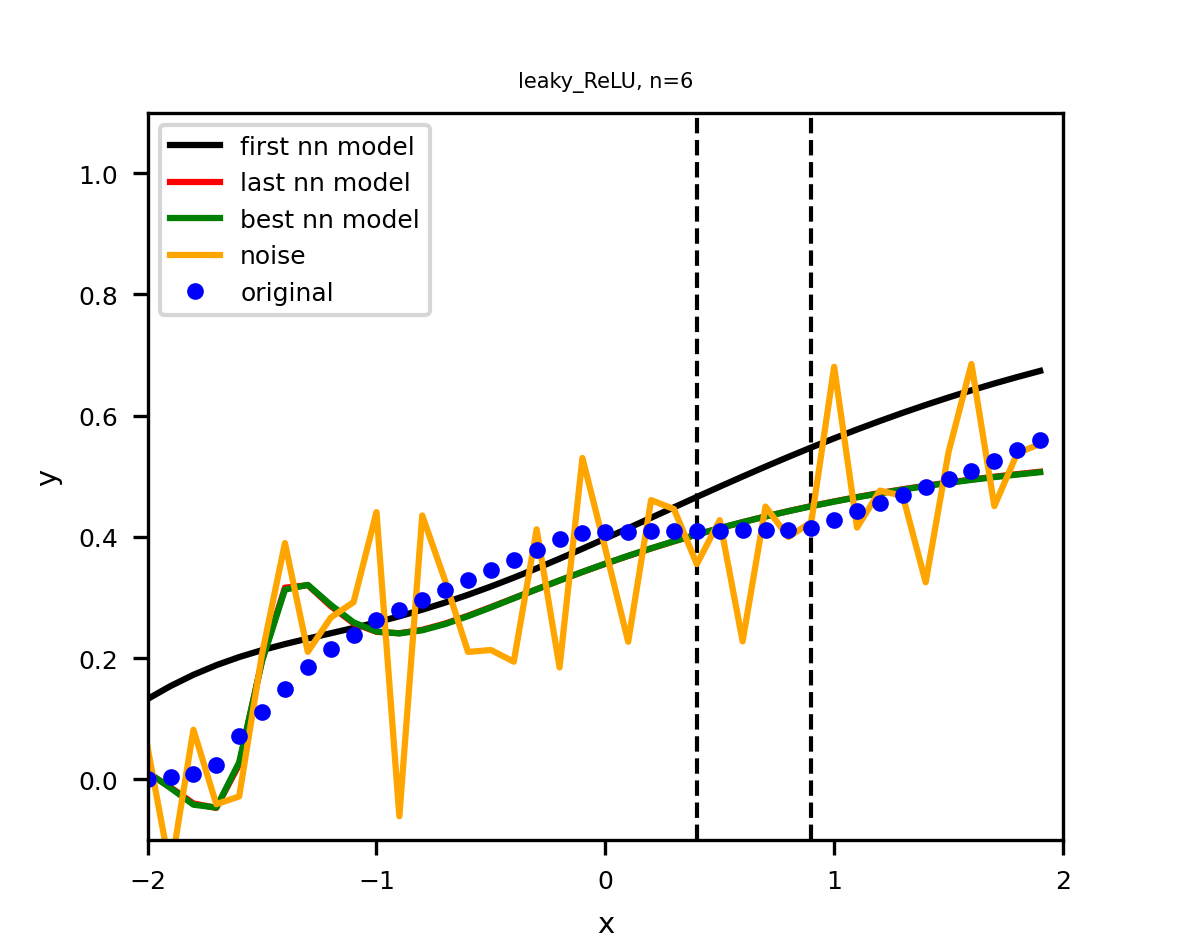 leaky_ReLU, n=6
first nn model
last nn model
best nn model
noise
original
1.0
0.8
0.6
0.4
0.2
0.0
y
−2
−1
0
1
2
x